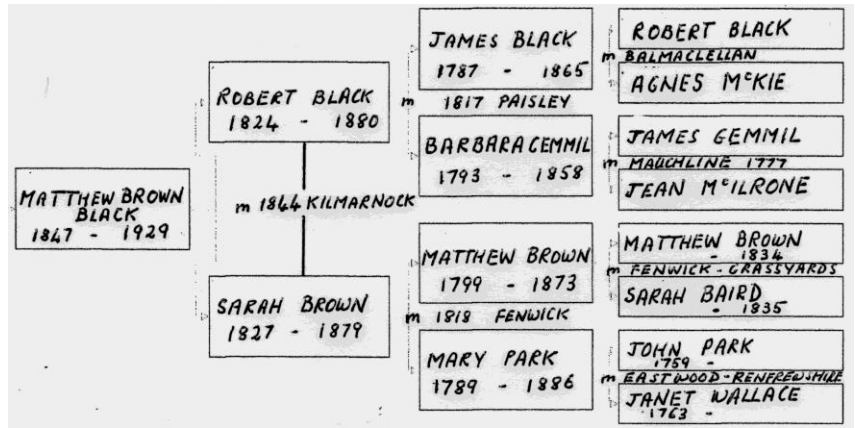 MATTHEW BROWN
BLACK
1847 - 1929
ROBERT BLACK
1824 - 1880
m 1844 KILMARNOCK
SARAH BROWN
1827 - 1879
JAMES BLACK
1787 - 1865
m 1817 PAISLEY
BARBARA GEMMIL
1793 - 1858
MATTHEW BROWN
1799 - 1873
m 1818 FENWICK
MARY PARK
1789 - 1886
ROBERT BLACK
m BALMACLELLAN
AGNES McKIE
JAMES GEMMIL
m MAUCHLINE 1777
JEAN McILRONE
MATTHEW BROWN
- 1834
m FENWICK - GRASSYARDS
SARAH BAIRD
- 1835
JOHN PARK
1759 -
m EASTWOOD - RENFREWSHIRE
JANET WALLACE
1763 -